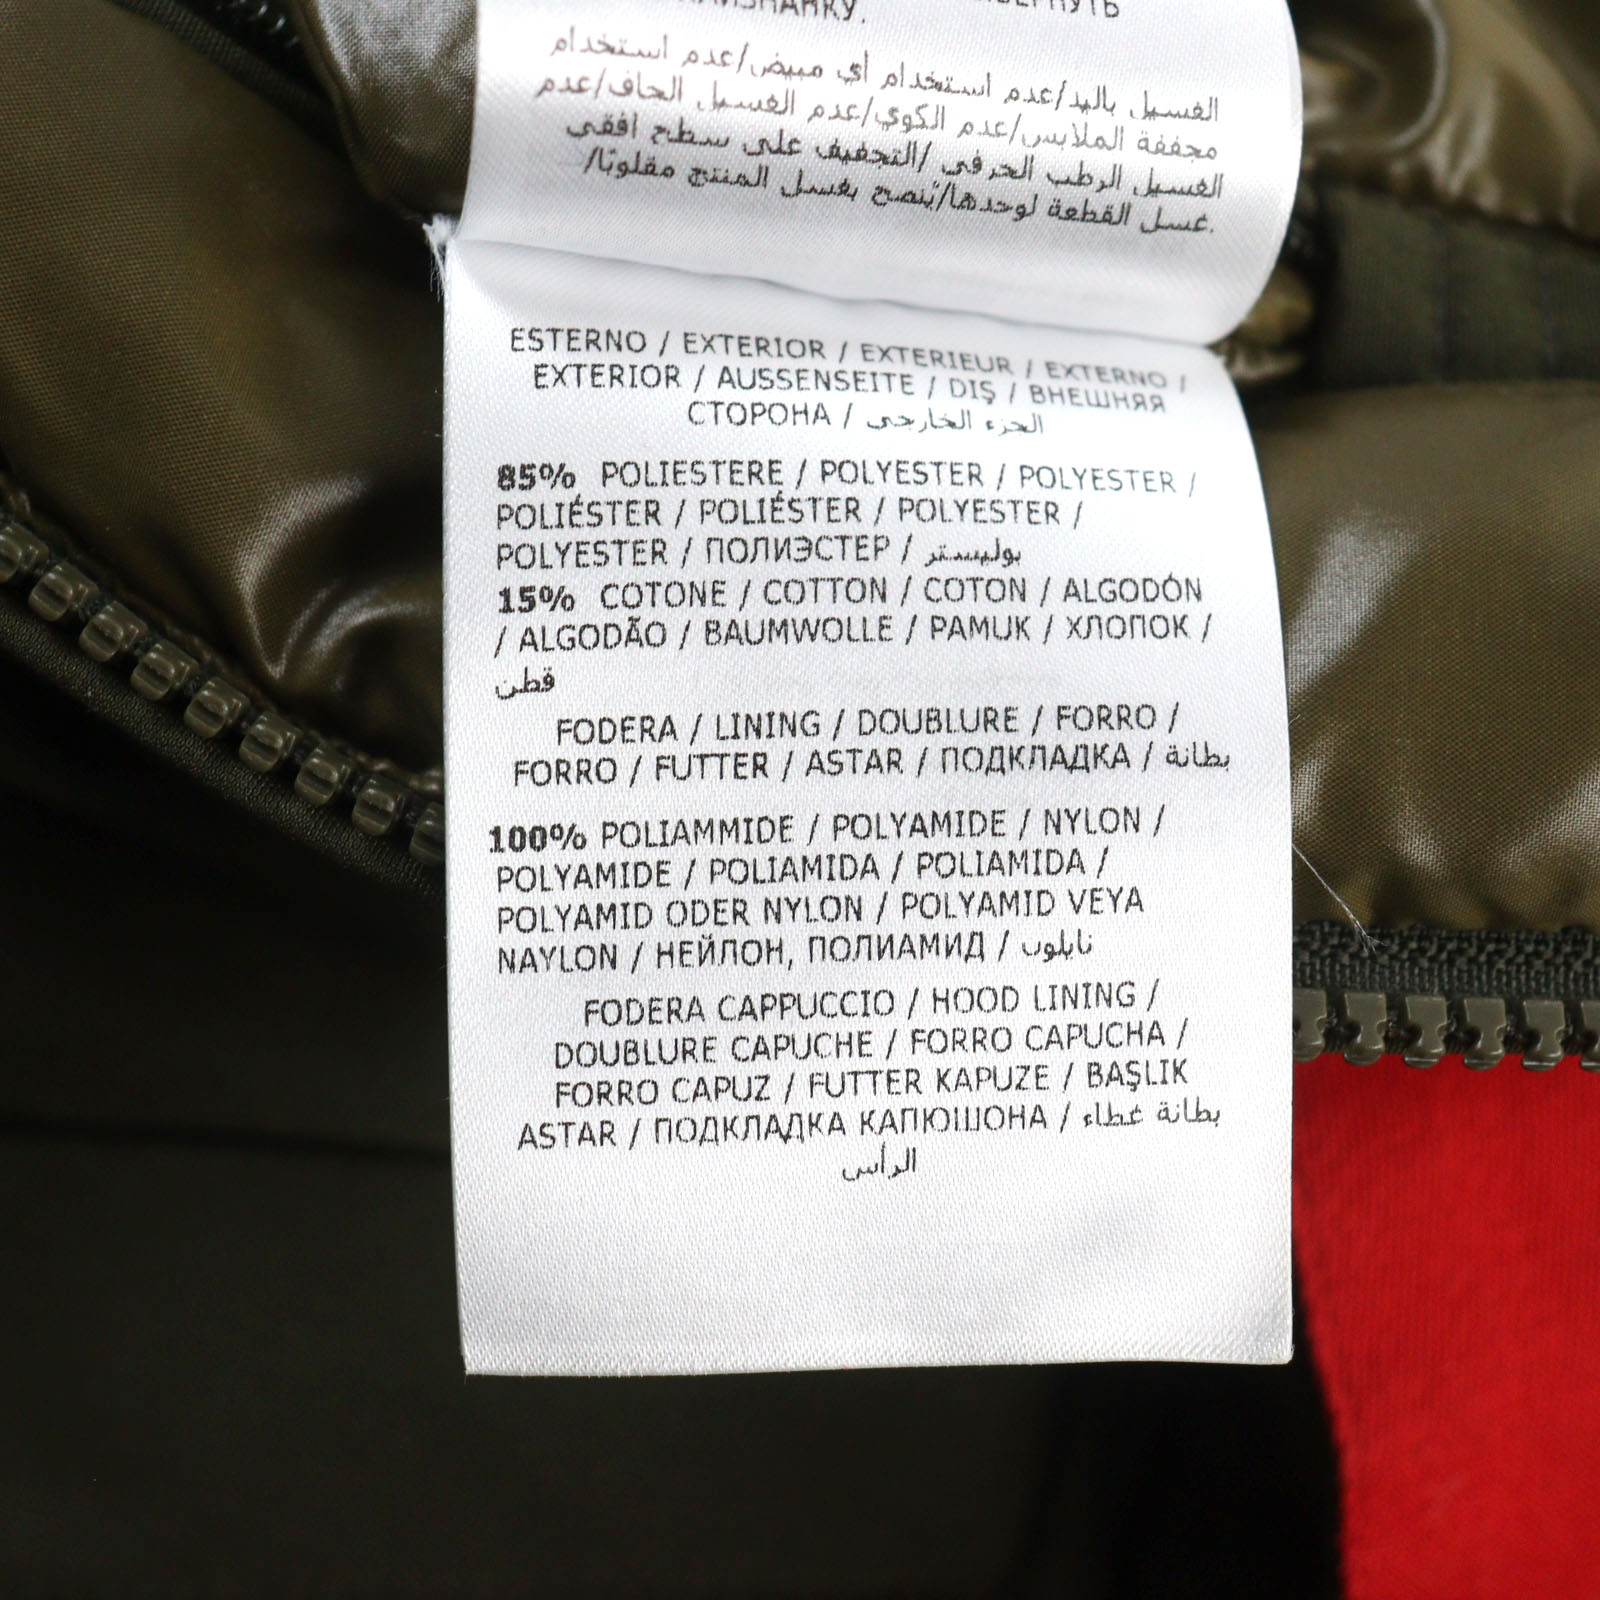 НАИЗНАНКУ.
الغسيل باليد/عدم استخدام أي مبيض/عدم استخدام
مجففة الملابس/عدم الكوي/عدم الغسيل الجاف/عدم
الغسيل الرطب الحرفي /التجفيف على سطح افقي
غسل القطعة لوحدها/يُنصح بغسل المنتج مقلوبًا/.
ESTERNO / EXTERIOR / EXTERIEUR / EXTERNO /
EXTERIOR / AUSSENSEITE / DIŞ / ВНЕШНЯЯ
СТОРОНА / الجزء الخارجي
85% POLIESTERE / POLYESTER / POLYESTER /
POLIÉSTER / POLIÉSTER / POLYESTER /
POLYESTER / ПОЛИЭСТЕР / بوليستر
15% COTONE / COTTON / COTON / ALGODÓN
/ ALGODÃO / BAUMWOLLE / PAMUK / ХЛОПОК /
قطن
FODERA / LINING / DOUBLURE / FORRO /
FORRO / FUTTER / ASTAR / ПОДКЛАДКА / بطانة
100% POLIAMMIDE / POLYAMIDE / NYLON /
POLYAMIDE / POLIAMIDA / POLIAMIDA /
POLYAMID ODER NYLON / POLYAMID VEYA
NAYLON / НЕЙЛОН, ПОЛИАМИД / نايلون
FODERA CAPPUCCIO / HOOD LINING /
DOUBLURE CAPUCHE / FORRO CAPUCHA /
FORRO CAPUZ / FUTTER KAPUZE / BAŞLIK
ASTAR / ПОДКЛАДКА КАПЮШОНА / بطانة غطاء
الرأس